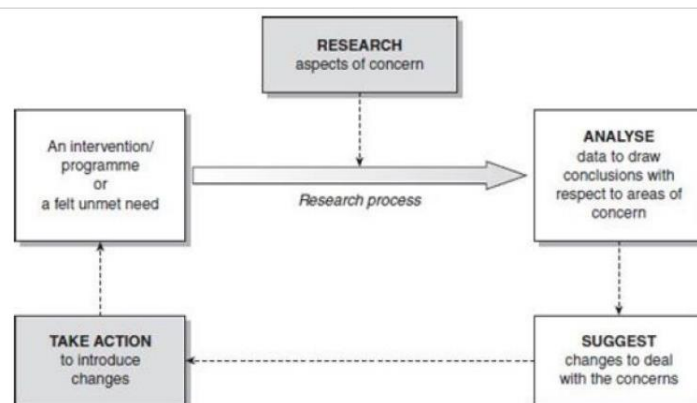 RESEARCH
aspects of concern
An intervention/
programme
or
a felt unmet need
Research process
ANALYSE
data to draw
conclusions with
respect to areas of
concern
TAKE ACTION
to introduce
changes
SUGGEST
changes to deal
with the concerns